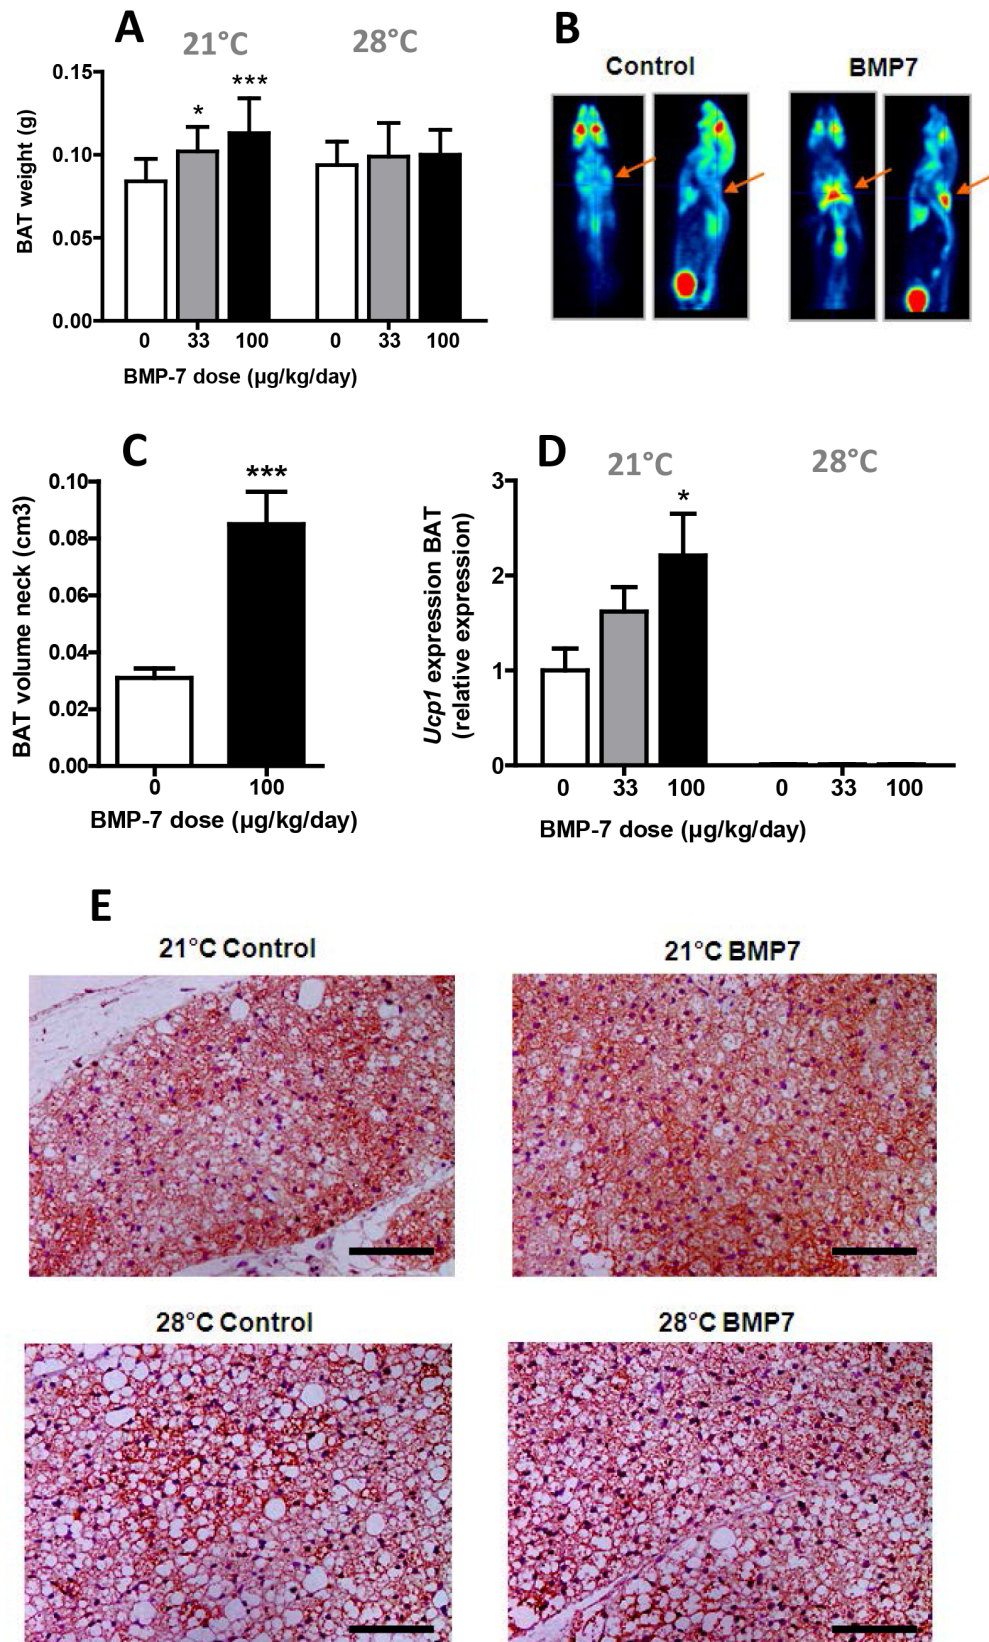 A
21°C
28°C
BAT weight (g)
0.15
0.10
0.05
0.00
*
***
0 33 100 0 33 100
BMP-7 dose (µg/kg/day)
B
Control
BMP7
C
BAT volume neck (cm3)
0.10
0.08
0.06
0.04
0.02
0.00
***
0 100
BMP-7 dose (µg/kg/day)
D
21°C
28°C
Ucp1 expression BAT
(relative expression)
3
2
1
0
*
0 33 100 0 33 100
BMP-7 dose (µg/kg/day)
E
21°C Control
21°C BMP7
28°C Control
28°C BMP7